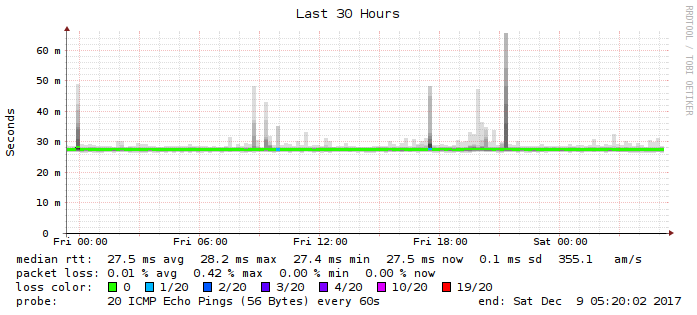 Last 30 Hours
RRDTOOL / TOBI OETIKER
Seconds
60 m
50 m
40 m
30 m
20 m
10 m
0
Fri 00:00 Fri 06:00 Fri 12:00 Fri 18:00 Sat 00:00
median rtt: 27.5 ms avg 28.2 ms max 27.4 ms min 27.5 ms now 0.1 ms sd 355.1 am/s
packet loss: 0.01 % avg 0.42 % max 0.00 % min 0.00 % now
loss color: 0 1/20 2/20 3/20 4/20 10/20 19/20
probe: 20 ICMP Echo Pings (56 Bytes) every 60s end: Sat Dec 9 05:20:02 2017